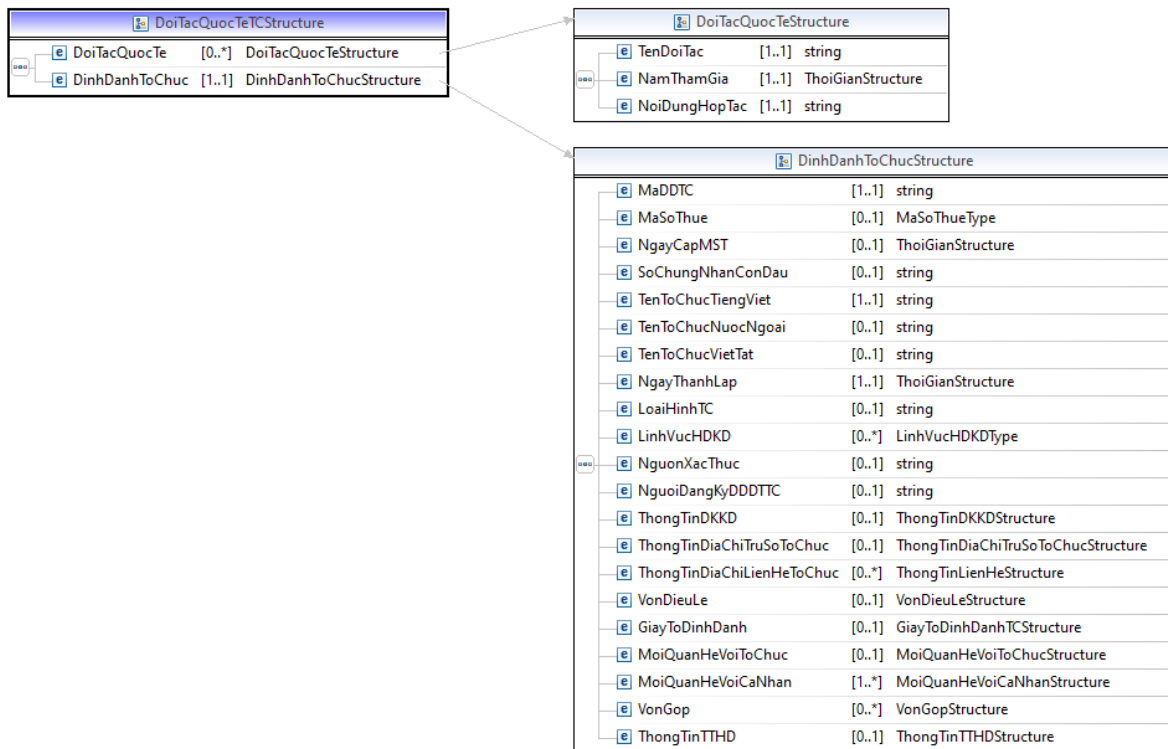 DoiTacQuocTeTCStructure
DoiTacQuocTe [0..*] DoiTacQuocTeStructure
DinhDanhToChuc [1..1] DinhDanhToChucStructure
DoiTacQuocTeStructure
TenDoiTac [1..1] string
NamThamGia [1..1] ThoiGianStructure
NoiDungHopTac [1..1] string
DinhDanhToChucStructure
MaDDTC [1..1] string
MaSoThue [0..1] MaSoThueType
NgayCapMST [0..1] ThoiGianStructure
SoChungNhanConDau [0..1] string
TenToChucTiengViet [1..1] string
TenToChucNuocNgoai [0..1] string
TenToChucVietTat [0..1] string
NgayThanhLap [1..1] ThoiGianStructure
LoaiHinhTC [0..1] string
LinhVucHDKD [0..*] LinhVucHDKDType
NguonXacThuc [0..1] string
NguoiDangKyDDDTTC [0..1] string
ThongTinDKKD [0..1] ThongTinDKKDStructure
ThongTinDiaChiTruSoToChuc [0..1] ThongTinDiaChiTruSoToChucStructure
ThongTinDiaChiLienHeToChuc [0..*] ThongTinLienHeStructure
VonDieuLe [0..1] VonDieuLeStructure
GiayToDinhDanh [0..1] GiayToDinhDanhTCStructure
MoiQuanHeVoiToChuc [0..1] MoiQuanHeVoiToChucStructure
MoiQuanHeVoiCaNhan [1..*] MoiQuanHeVoiCaNhanStructure
VonGop [0..*] VonGopStructure
ThongTinTTHD [0..1] ThongTinTTHDStructure